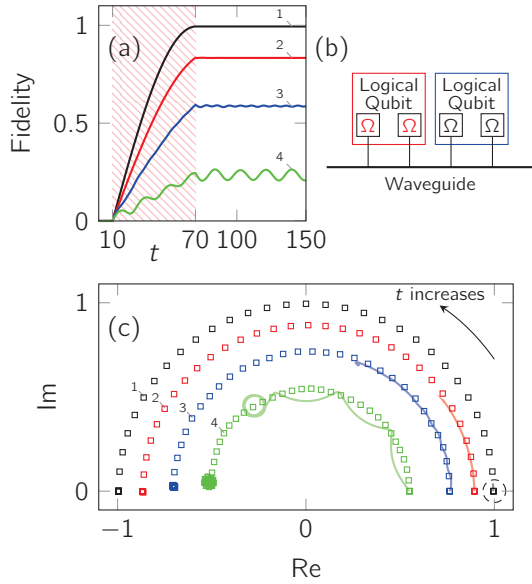 1
(a)
1
2
0.5
3
4
0
Fidelity
10
70
100
150
t
(b)
Logical Qubit
Logical Qubit
Ω Ω Ω Ω
Waveguide
(c)
1
t increases
1
2
3
4
Im
0
−1
0
1
Re